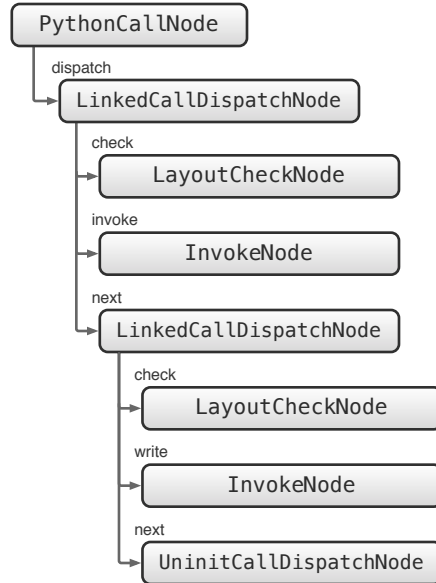 PythonCallNode
dispatch
LinkedCallDispatchNode
check
LayoutCheckNode
invoke
InvokeNode
next
LinkedCallDispatchNode
check
LayoutCheckNode
write
InvokeNode
next
UninitCallDispatchNode